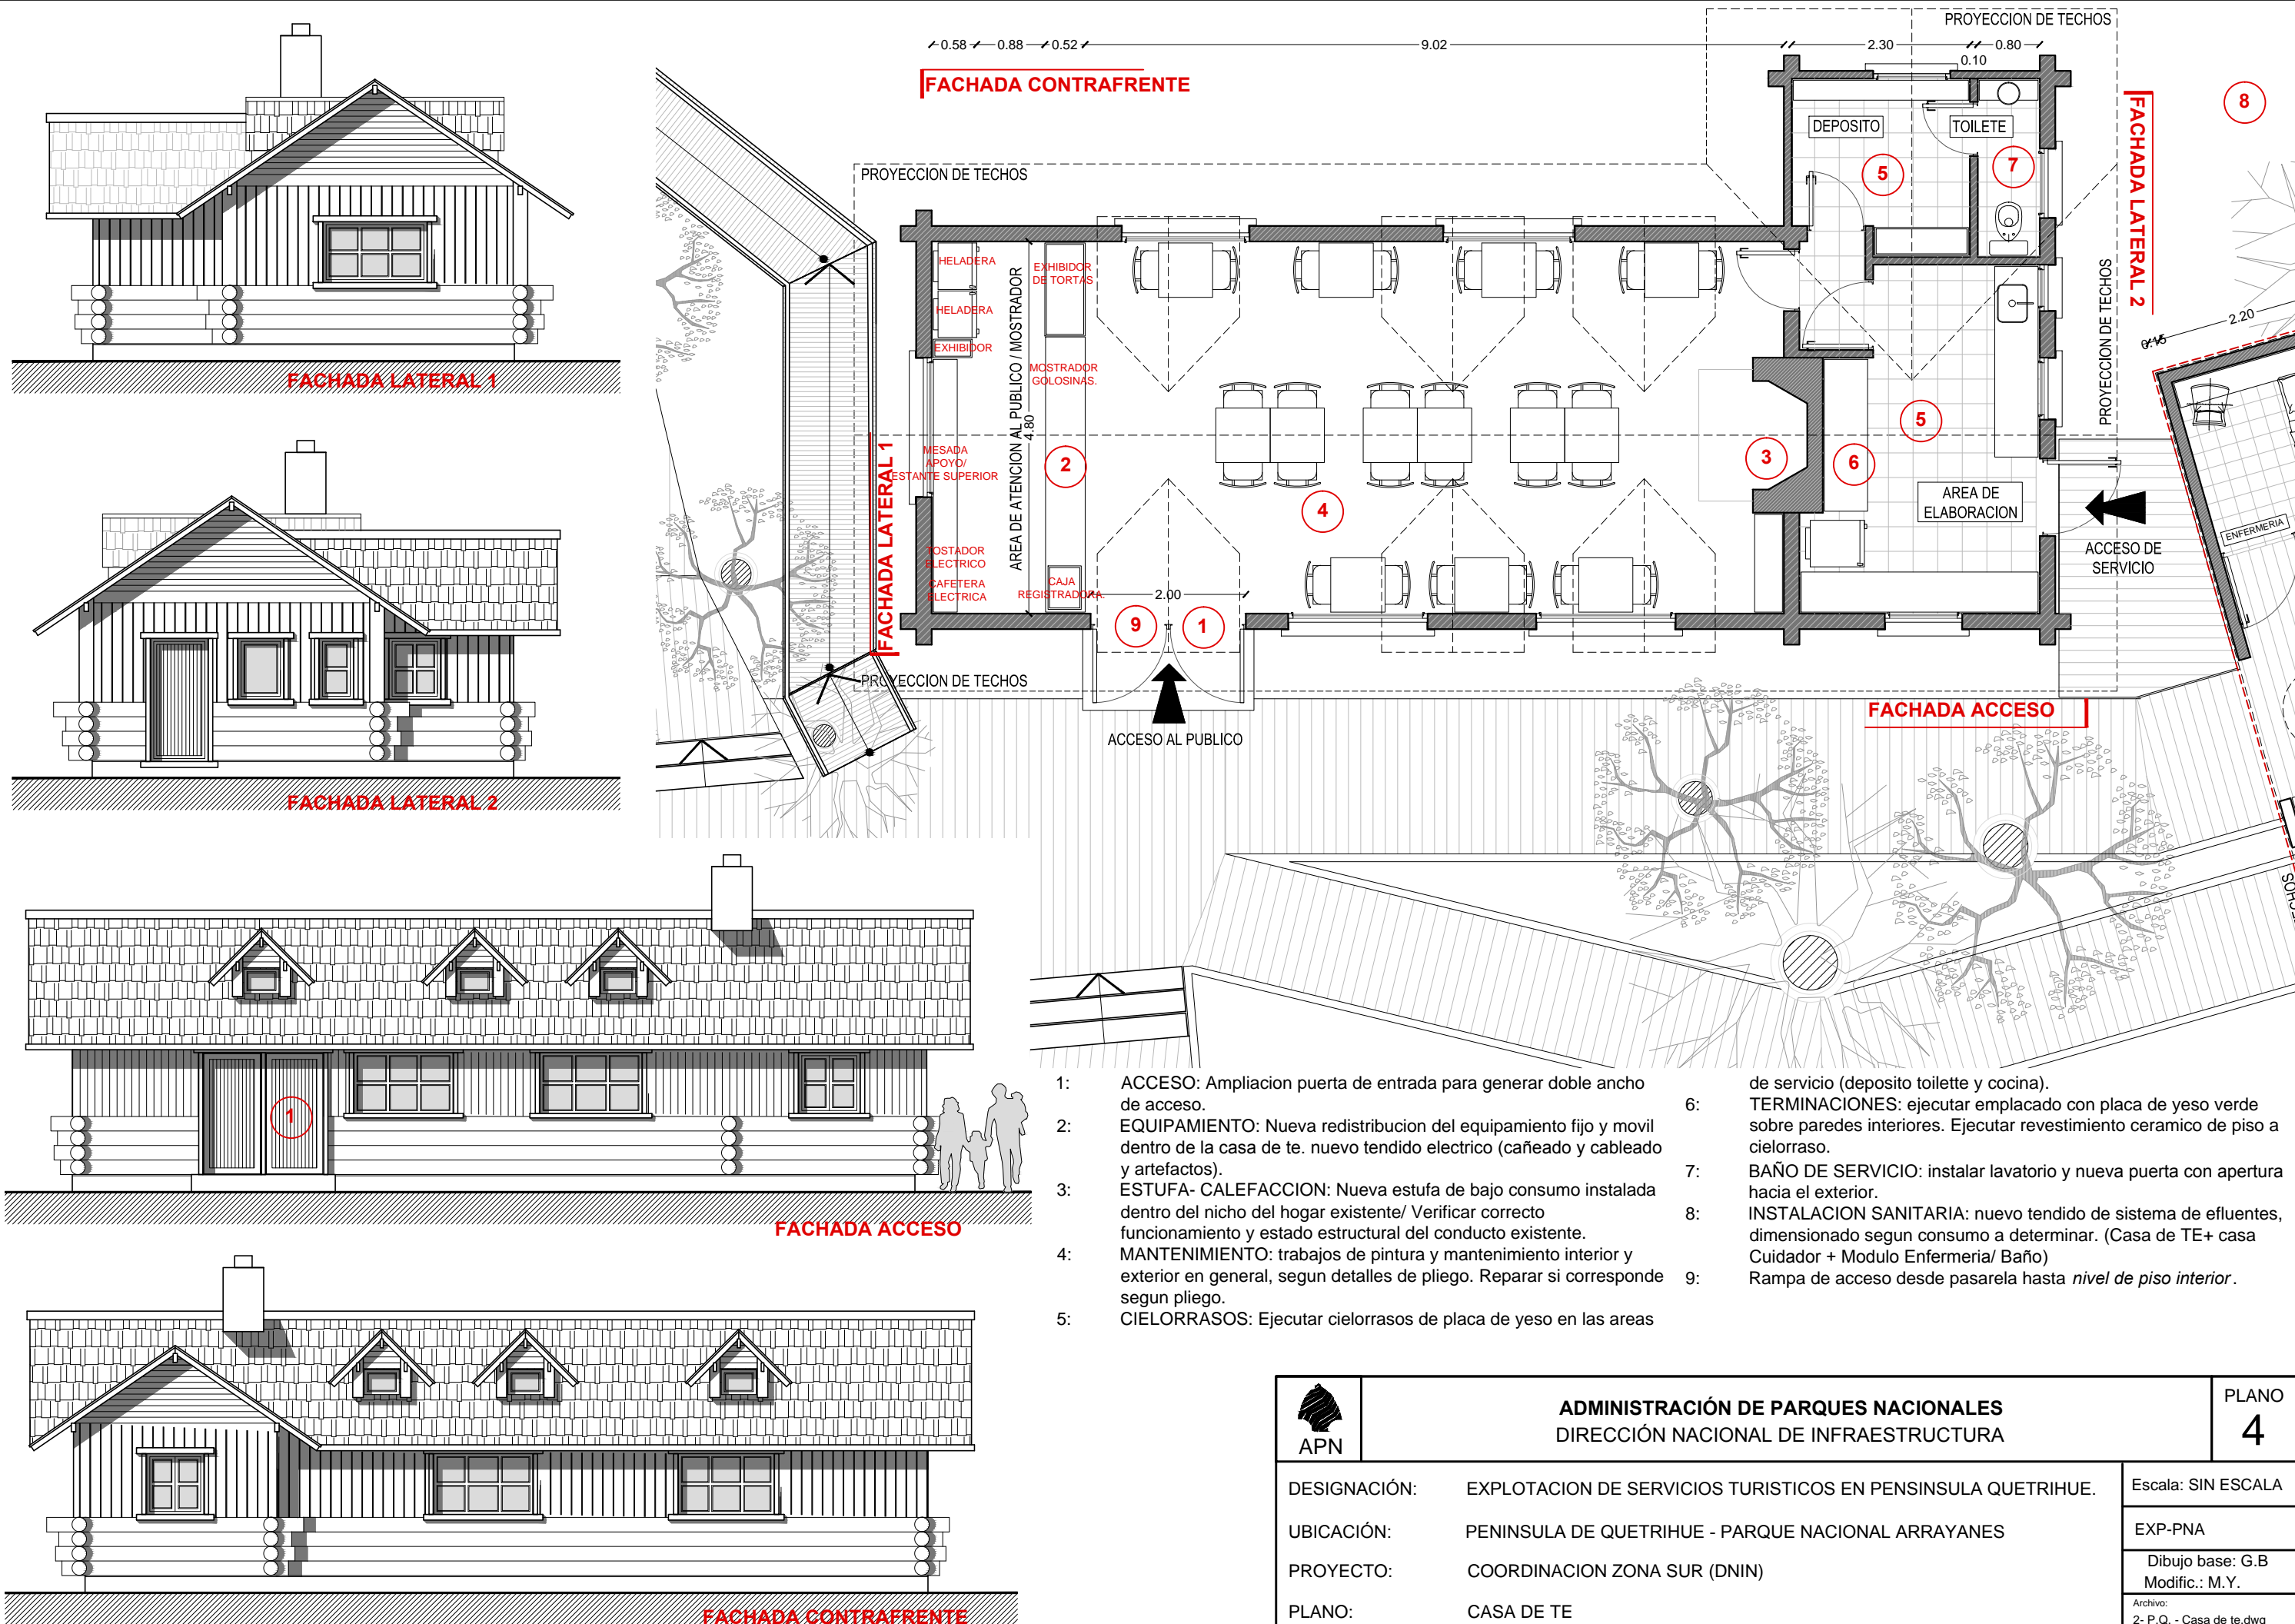 0.58
0.88
0.52
9.02
2.30
0.80
0.10
PROYECCION DE TECHOS
FACHADA CONTRAFRENTE
8
FACHADA LATERAL 2
DEPOSITO
TOILETE
5
7
PROYECCION DE TECHOS
HELADERA
EXHIBIDOR
DE TORTAS
HELADERA
EXHIBIDOR
MOSTRADOR
GOLOSINAS.
AREA DE ATENCION AL PUBLICO / MOSTRADOR
4.80
PROYECCION DE TECHOS
2.20
0.15
FACHADA LATERAL 1
MESADA
APOYO/
ESTANTE SUPERIOR
2
3
6
5
4
AREA DE
ELABORACION
ENFERMERIA
ACCESO DE
SERVICIO
TOSTADOR
ELECTRICO
CAFETERA
ELECTRICA
CAJA
REGISTRADORA.
2.00
9
1
FACHADA LATERAL 1
PROYECCION DE TECHOS
ACCESO AL PUBLICO
FACHADA ACCESO
FACHADA LATERAL 2
1
FACHADA ACCESO
FACHADA CONTRAFRENTE
1: ACCESO: Ampliacion puerta de entrada para generar doble ancho
de acceso.
2: EQUIPAMIENTO: Nueva redistribucion del equipamiento fijo y movil
dentro de la casa de te. nuevo tendido electrico (cañeado y cableado
y artefactos).
3: ESTUFA- CALEFACCION: Nueva estufa de bajo consumo instalada
dentro del nicho del hogar existente/ Verificar correcto
funcionamiento y estado estructural del conducto existente.
4: MANTENIMIENTO: trabajos de pintura y mantenimiento interior y
exterior en general, segun detalles de pliego. Reparar si corresponde
segun pliego.
5: CIELORRASOS: Ejecutar cielorrasos de placa de yeso en las areas
de servicio (deposito toilette y cocina).
6: TERMINACIONES: ejecutar emplacado con placa de yeso verde
sobre paredes interiores. Ejecutar revestimiento ceramico de piso a
cielorraso.
7: BAÑO DE SERVICIO: instalar lavatorio y nueva puerta con apertura
hacia el exterior.
8: INSTALACION SANITARIA: nuevo tendido de sistema de efluentes,
dimensionado segun consumo a determinar. (Casa de TE+ casa
Cuidador + Modulo Enfermeria/ Baño)
9: Rampa de acceso desde pasarela hasta nivel de piso interior.
APN
ADMINISTRACIÓN DE PARQUES NACIONALES
DIRECCIÓN NACIONAL DE INFRAESTRUCTURA
PLANO
4
DESIGNACIÓN: EXPLOTACION DE SERVICIOS TURISTICOS EN PENSINSULA QUETRIHUE.
Escala: SIN ESCALA
UBICACIÓN: PENINSULA DE QUETRIHUE - PARQUE NACIONAL ARRAYANES
EXP-PNA
PROYECTO: COORDINACION ZONA SUR (DNIN)
Dibujo base: G.B
Modific.: M.Y.
PLANO: CASA DE TE
Archivo:
2- P.Q. - Casa de te.dwg